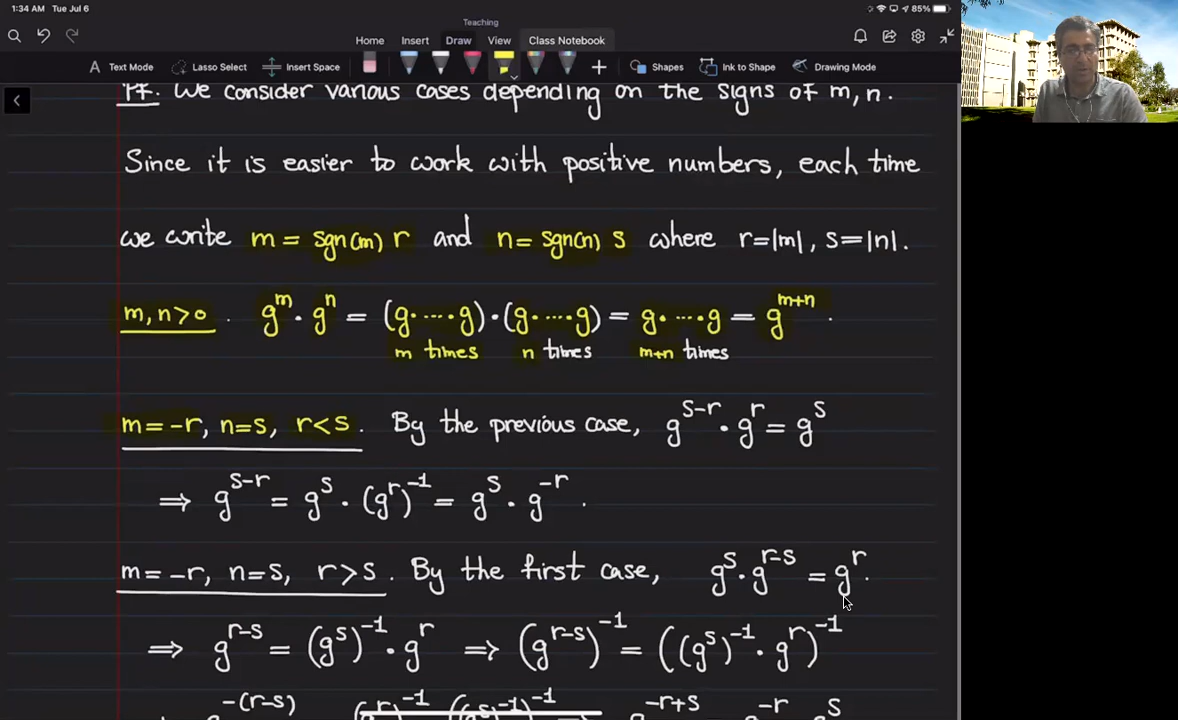 1:34 AM Tue Jul 6
85%
Teaching
Home Insert Draw View Class Notebook
Text Mode Lasso Select Insert Space Shapes Ink to Shape Drawing Mode
Pf. We consider various cases depending on the signs of m, n.
Since it is easier to work with positive numbers, each time
we write m = sgn(m) r and n = sgn(n) s where r=|m|, s=|n|.
m, n > 0. g^m · g^n = (g· ···· g) · (g· ···· g) = g· ···· g = g^{m+n}.
m times n times m+n times
m = -r, n = s, r < s. By the previous case, g^{s-r} · g^r = g^s
⇒ g^{s-r} = g^s · (g^r)^{-1} = g^s · g^{-r}.
m = -r, n = s, r > s. By the first case, g^s · g^{r-s} = g^r.
⇒ g^{r-s} = (g^s)^{-1} · g^r ⇒ (g^{r-s})^{-1} = ((g^s)^{-1} · g^r)^{-1}